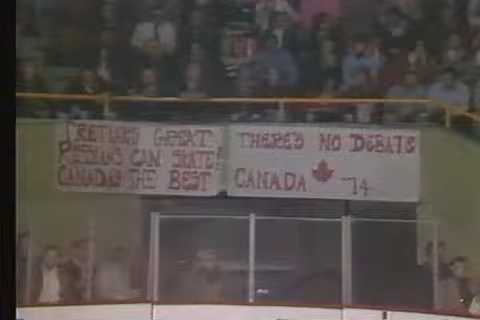 GREAT
RUSSIANS CAN SKATE!
CANADA'S THE BEST
THERE'S NO DEBATE
CANADA '74